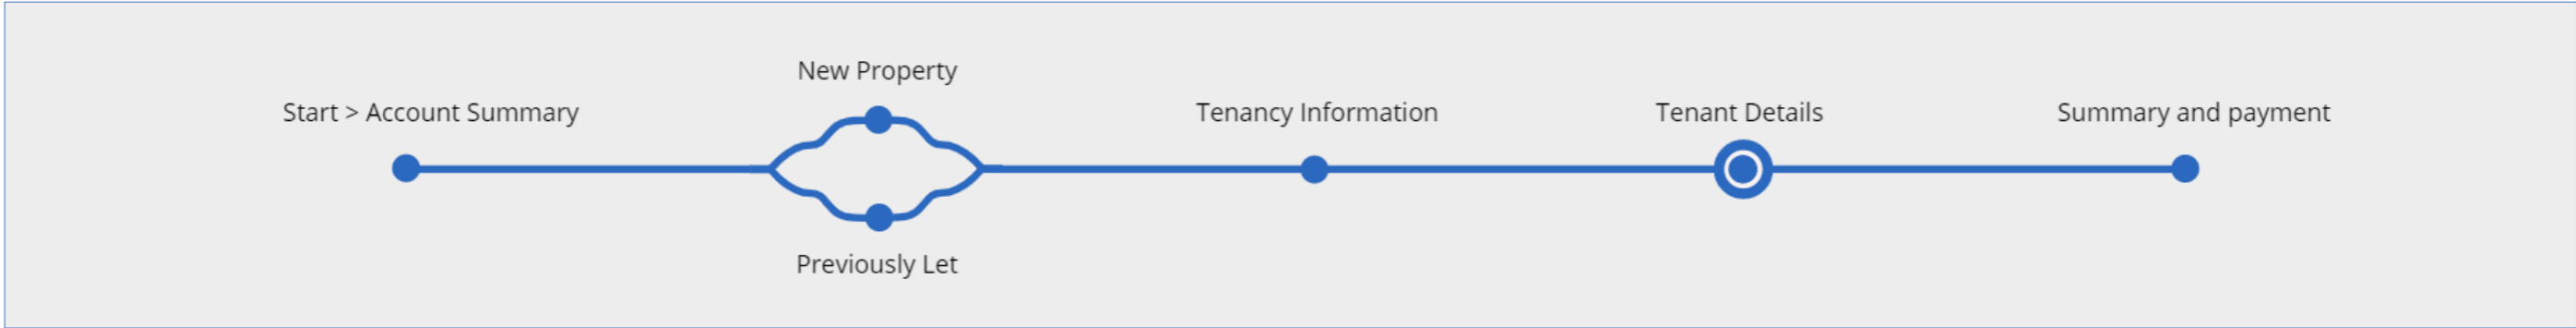 Start > Account Summary
New Property
Previously Let
Tenancy Information
Tenant Details
Summary and payment